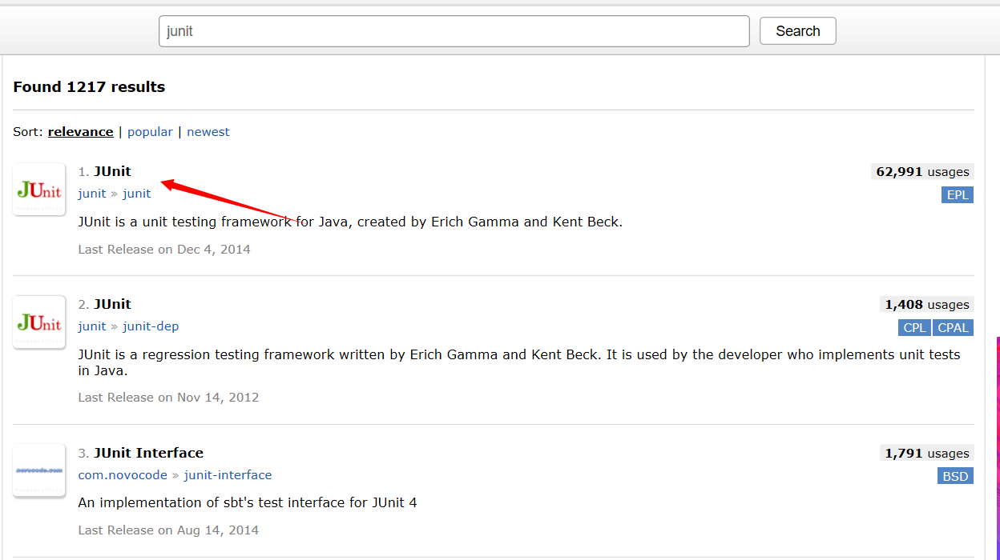 junit
Search
Found 1217 results
Sort: relevance | popular | newest
JUnit
1. JUnit
62,991 usages
junit » junit
EPL
JUnit is a unit testing framework for Java, created by Erich Gamma and Kent Beck.
Last Release on Dec 4, 2014
JUnit
2. JUnit
1,408 usages
junit » junit-dep
CPL CPAL
JUnit is a regression testing framework written by Erich Gamma and Kent Beck. It is used by the developer who implements unit tests
in Java.
Last Release on Nov 14, 2012
novocode.com
3. JUnit Interface
1,791 usages
com.novocode » junit-interface
BSD
An implementation of sbt's test interface for JUnit 4
Last Release on Aug 14, 2014